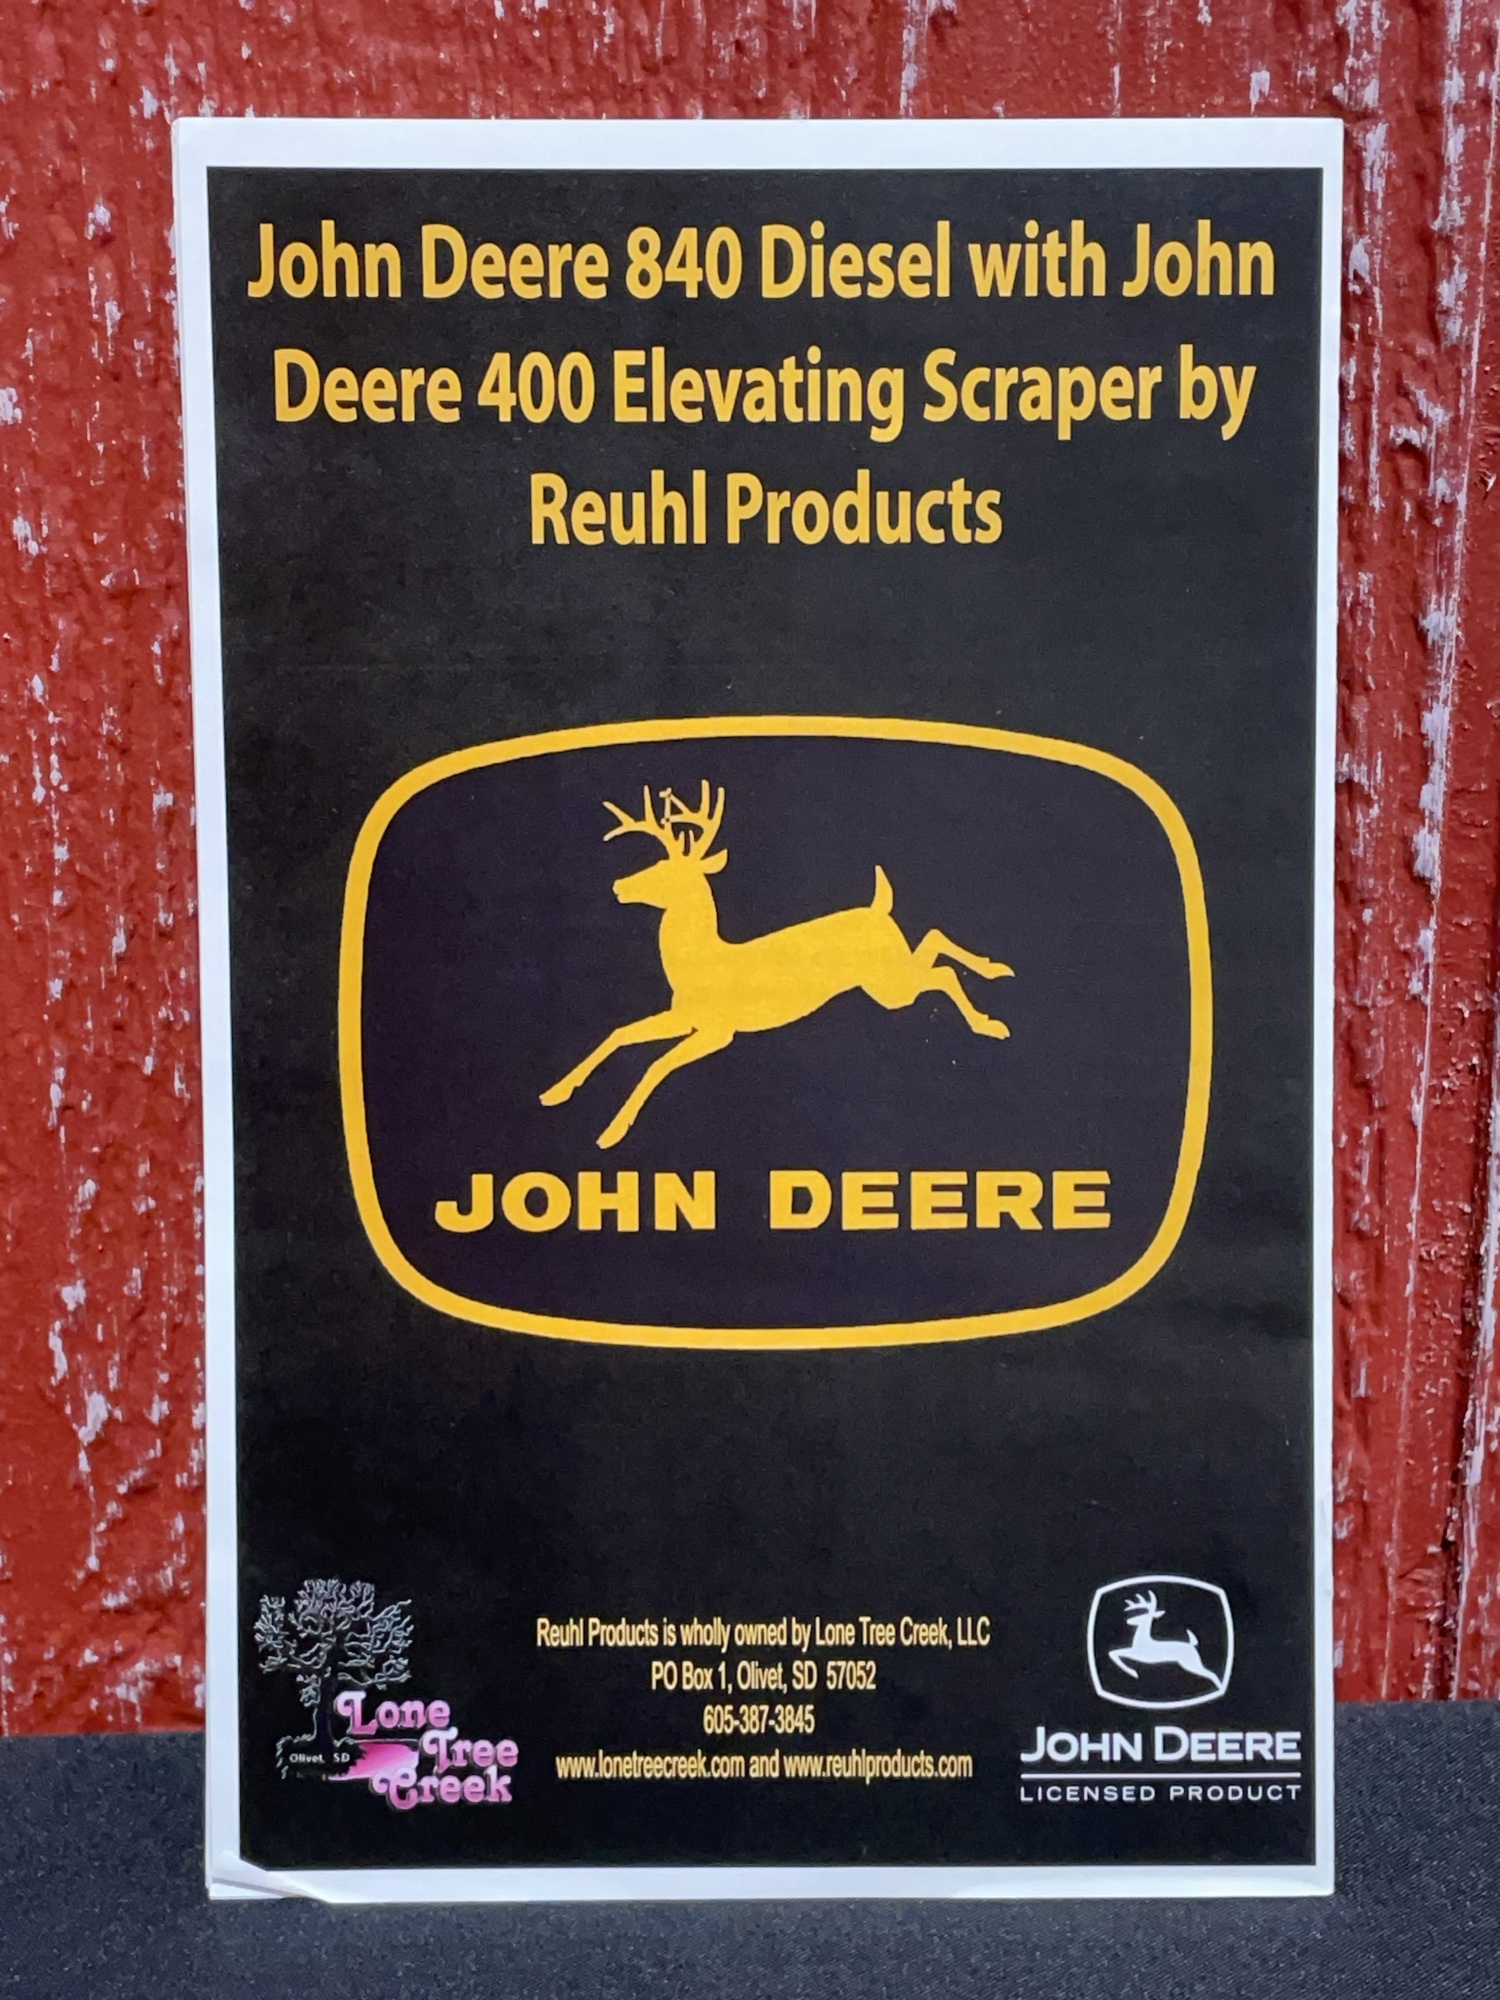 John Deere 840 Diesel with John
Deere 400 Elevating Scraper by
Reuhl Products
JOHN DEERE
Reuhl Products is wholly owned by Lone Tree Creek, LLC
PO Box 1, Olivet, SD 57052
605-387-3845
www.lonetreecreek.com and www.reuhlproducts.com
Lone
Tree
Creek
Olivet, SD
JOHN DEERE
LICENSED PRODUCT